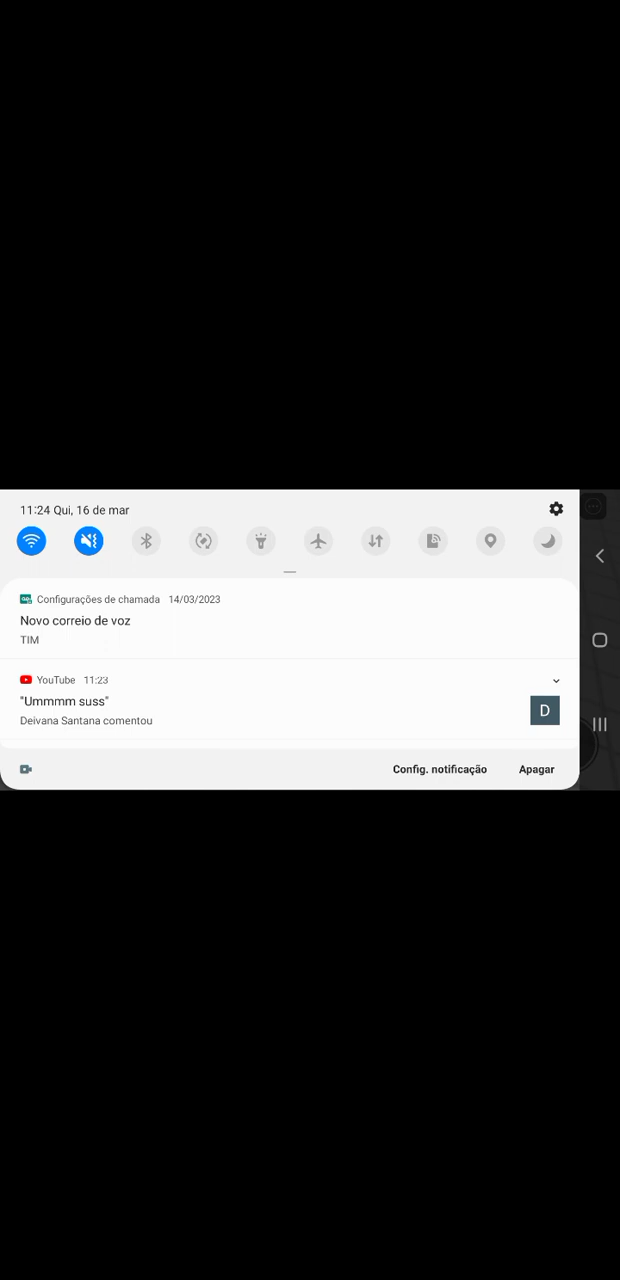 11:24 Qui, 16 de mar
Configurações de chamada 14/03/2023
Novo correio de voz
TIM
YouTube 11:23
"Ummmm suss"
Deivana Santana comentou
D
Config. notificação Apagar